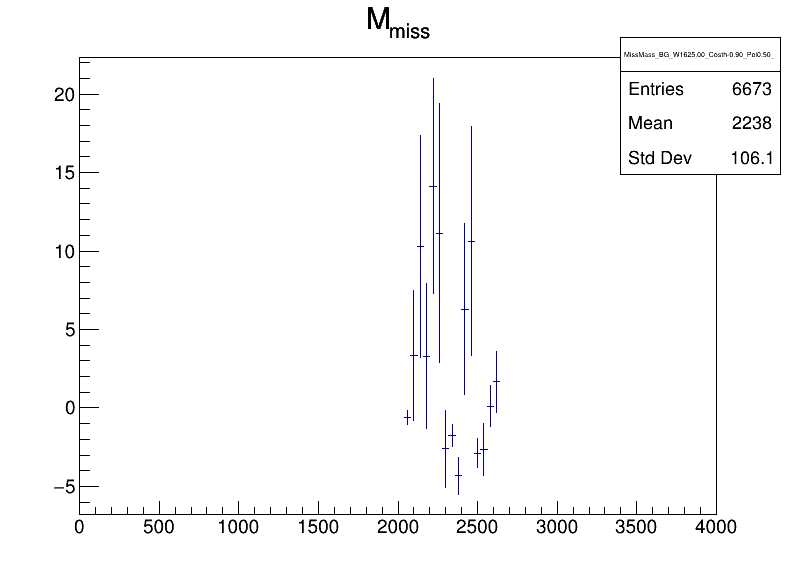 M_miss
MissMass_BG_W1625.00_Costh-0.90_Pol0.50_
Entries 6673
Mean 2238
Std Dev 106.1
20
15
10
5
0
−5
0 500 1000 1500 2000 2500 3000 3500 4000